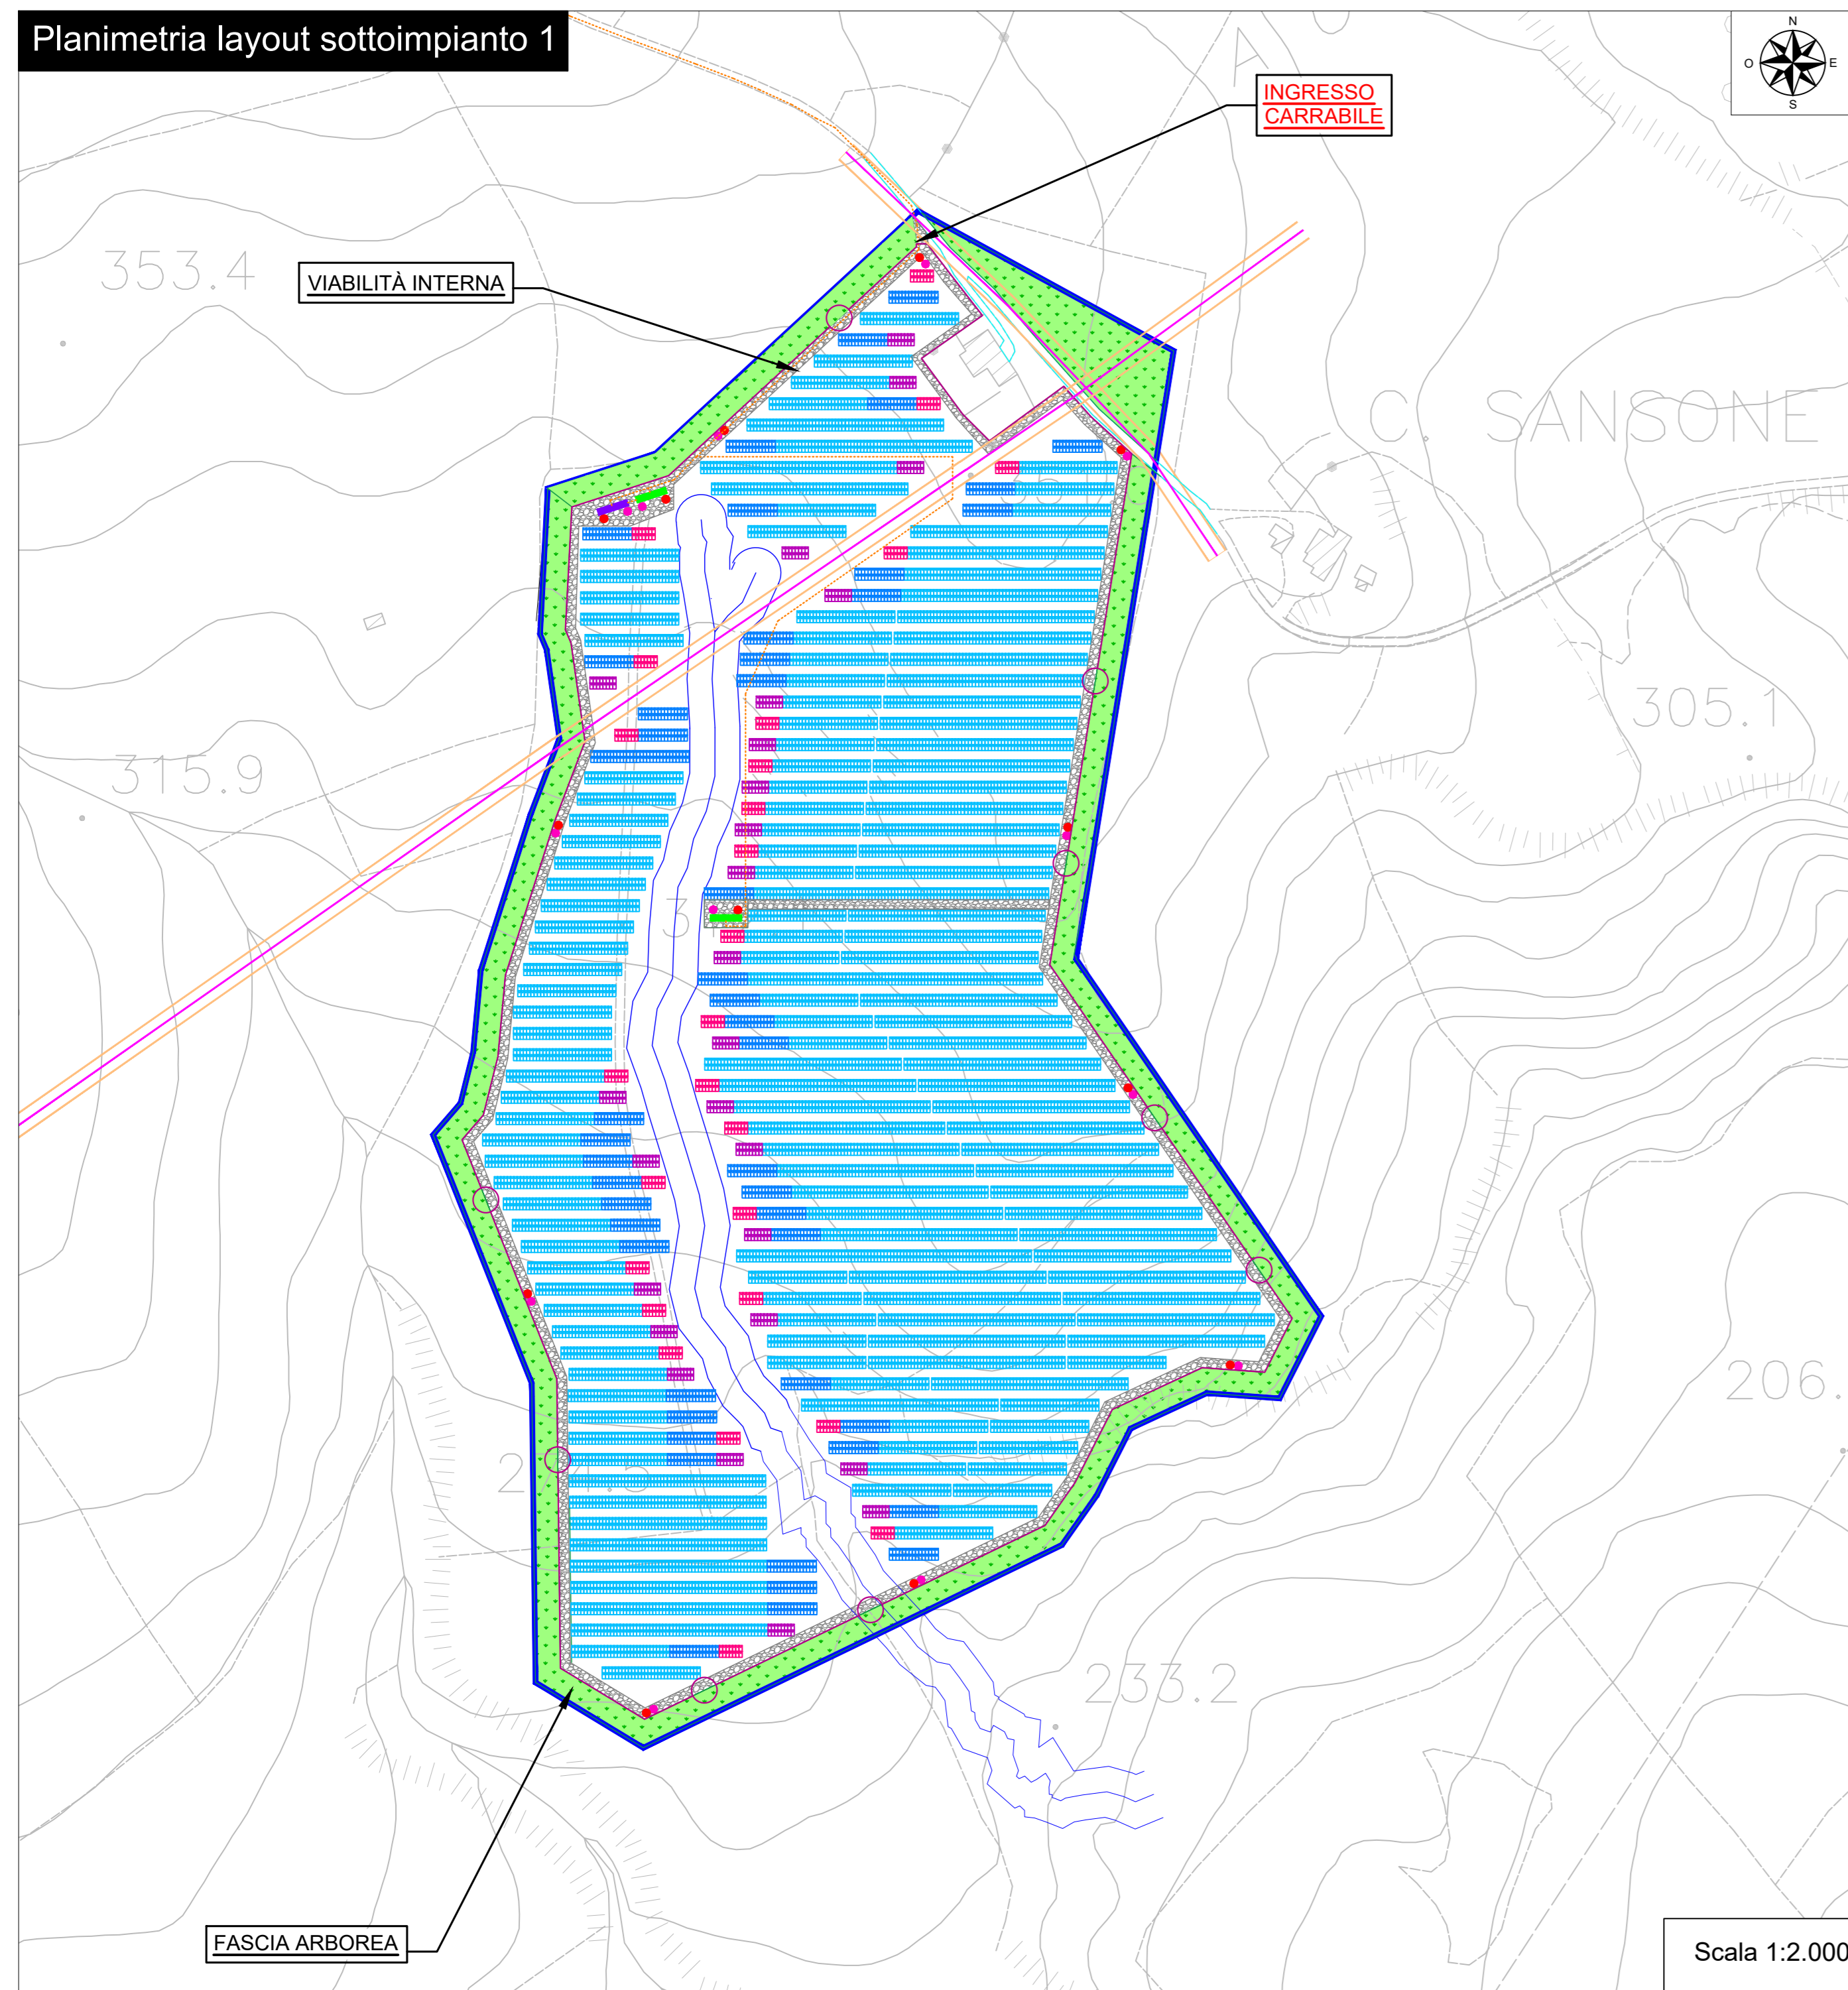 Planimetria layout sottoimpianto 1
N
O
E
S
INGRESSO
CARRABILE
353.4
VIABILITÀ INTERNA
C. SANSONE
305.1
315.9
206.
233.2
FASCIA ARBOREA
Scala 1:2.000